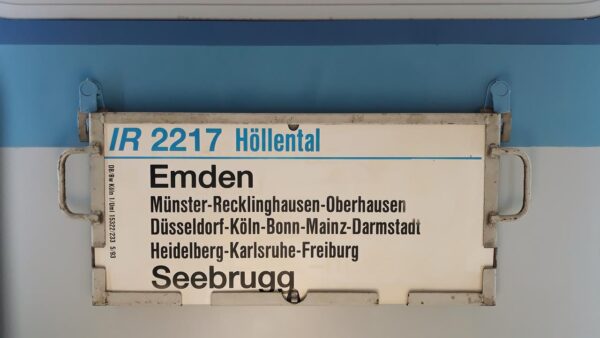 IR 2217 Höllental
Emden
Münster-Recklinghausen-Oberhausen
Düsseldorf-Köln-Bonn-Mainz-Darmstadt
Heidelberg-Karlsruhe-Freiburg
Seebrugg